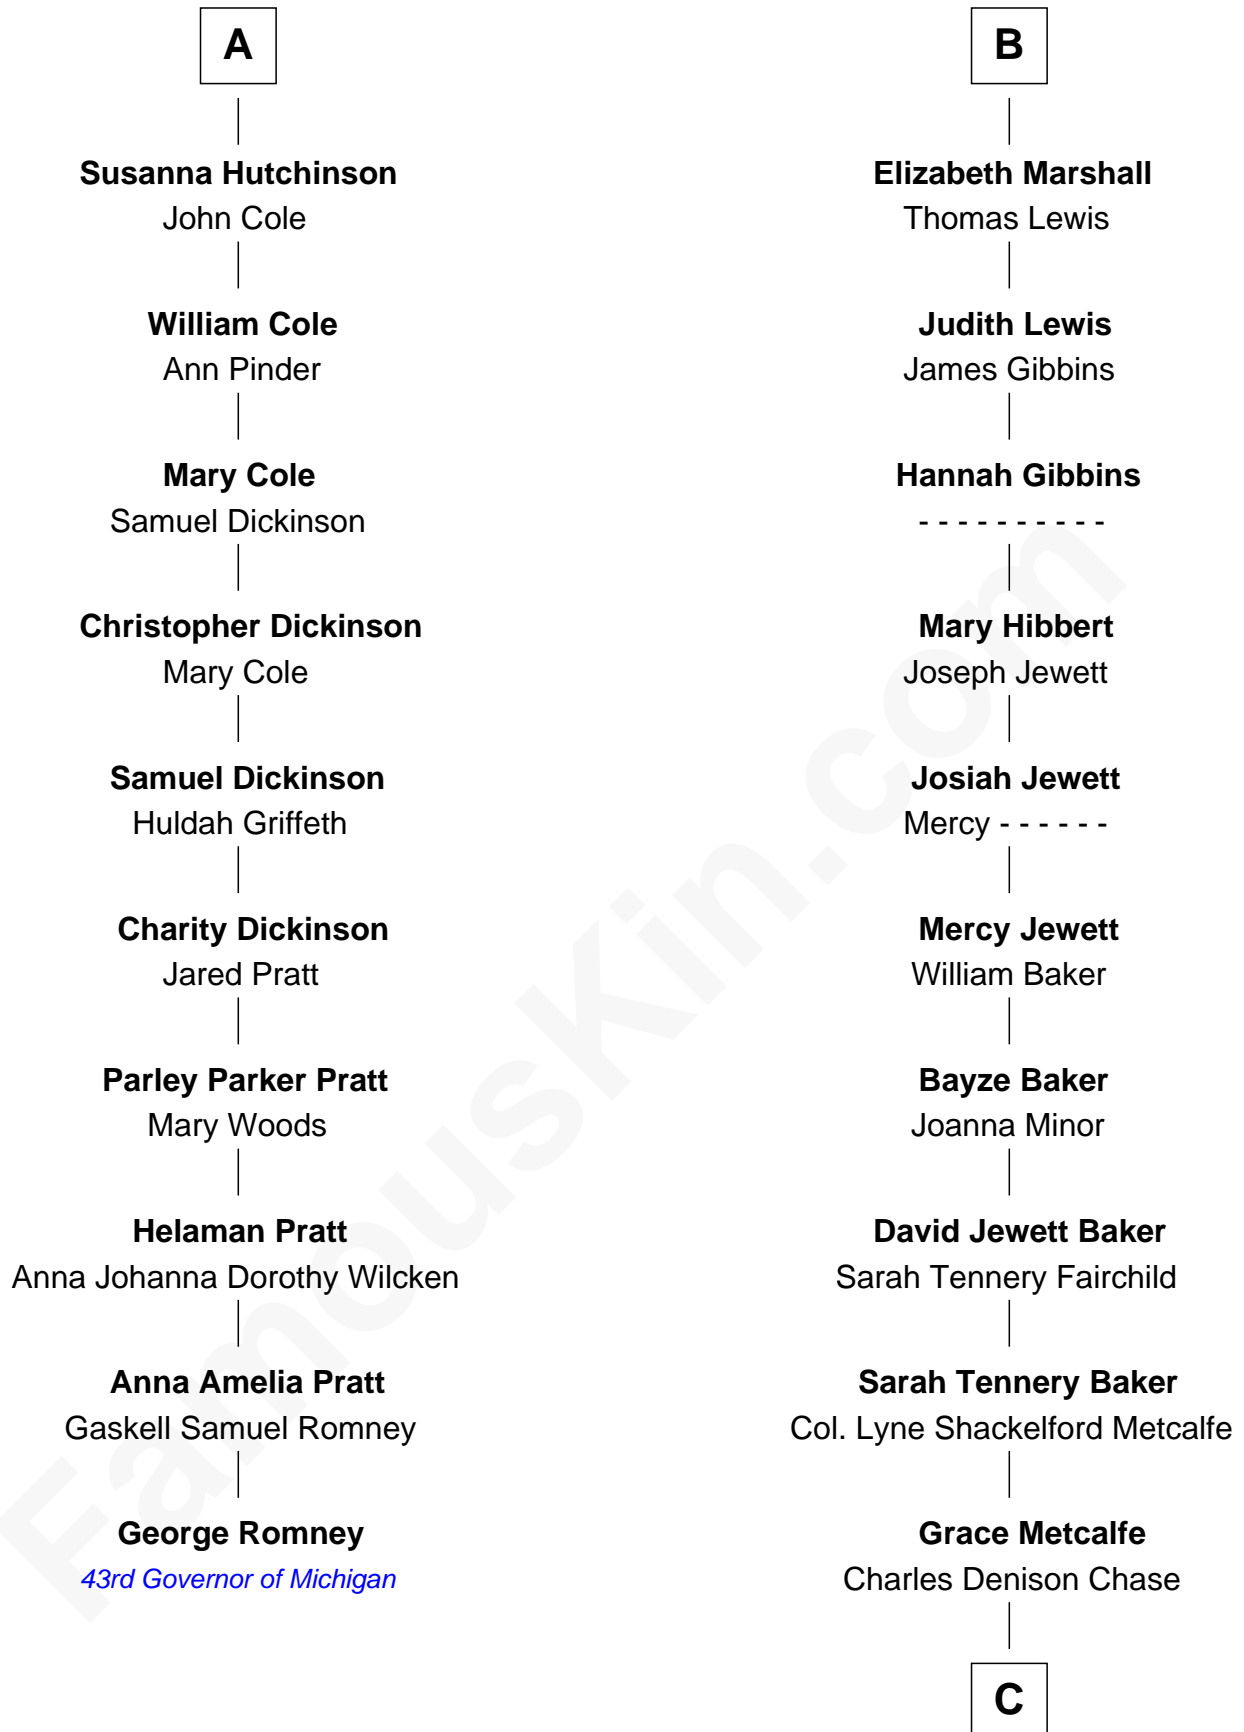 A
Susanna Hutchinson
John Cole
William Cole
Ann Pinder
Mary Cole
Samuel Dickinson
Christopher Dickinson
Mary Cole
Samuel Dickinson
Huldah Griffeth
Charity Dickinson
Jared Pratt
Parley Parker Pratt
Mary Woods
Helaman Pratt
Anna Johanna Dorothy Wilcken
Anna Amelia Pratt
Gaskell Samuel Romney
George Romney
43rd Governor of Michigan
B
Elizabeth Marshall
Thomas Lewis
Judith Lewis
James Gibbins
Hannah Gibbins
- - - - - - - - - -
Mary Hibbert
Joseph Jewett
Josiah Jewett
Mercy - - - - - -
Mercy Jewett
William Baker
Bayze Baker
Joanna Minor
David Jewett Baker
Sarah Tennery Fairchild
Sarah Tennery Baker
Col. Lyne Shackelford Metcalfe
Grace Metcalfe
Charles Denison Chase
C
FamousKin.com